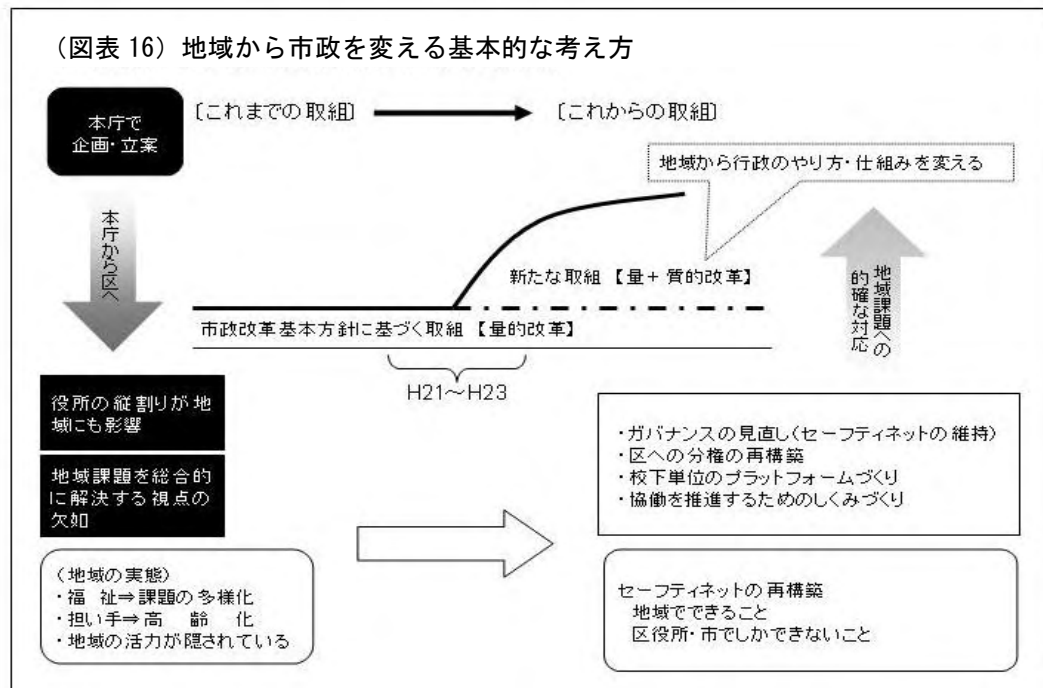 （図表 16）地域から市政を変える基本的な考え方
本庁で
企画・立案
〔これまでの取組〕
〔これからの取組〕
地域から行政のやり方・仕組みを変える
本庁から区へ
新たな取組【量＋質的改革】
地域課題への
的確な対応
市政改革基本方針に基づく取組【量的改革】
H21～H23
役所の縦割りが地
域にも影響
地域課題を総合的
に解決する視点の
欠如
（地域の実態）
・福　祉⇒課題の多様化
・担い手⇒高　齢　化
・地域の活力が隠されている
・ガバナンスの見直し（セーフティネットの維持）
・区への分権の再構築
・校下単位のプラットフォームづくり
・協働を推進するためのしくみづくり
セーフティネットの再構築
地域でできること
区役所・市でしかできないこと